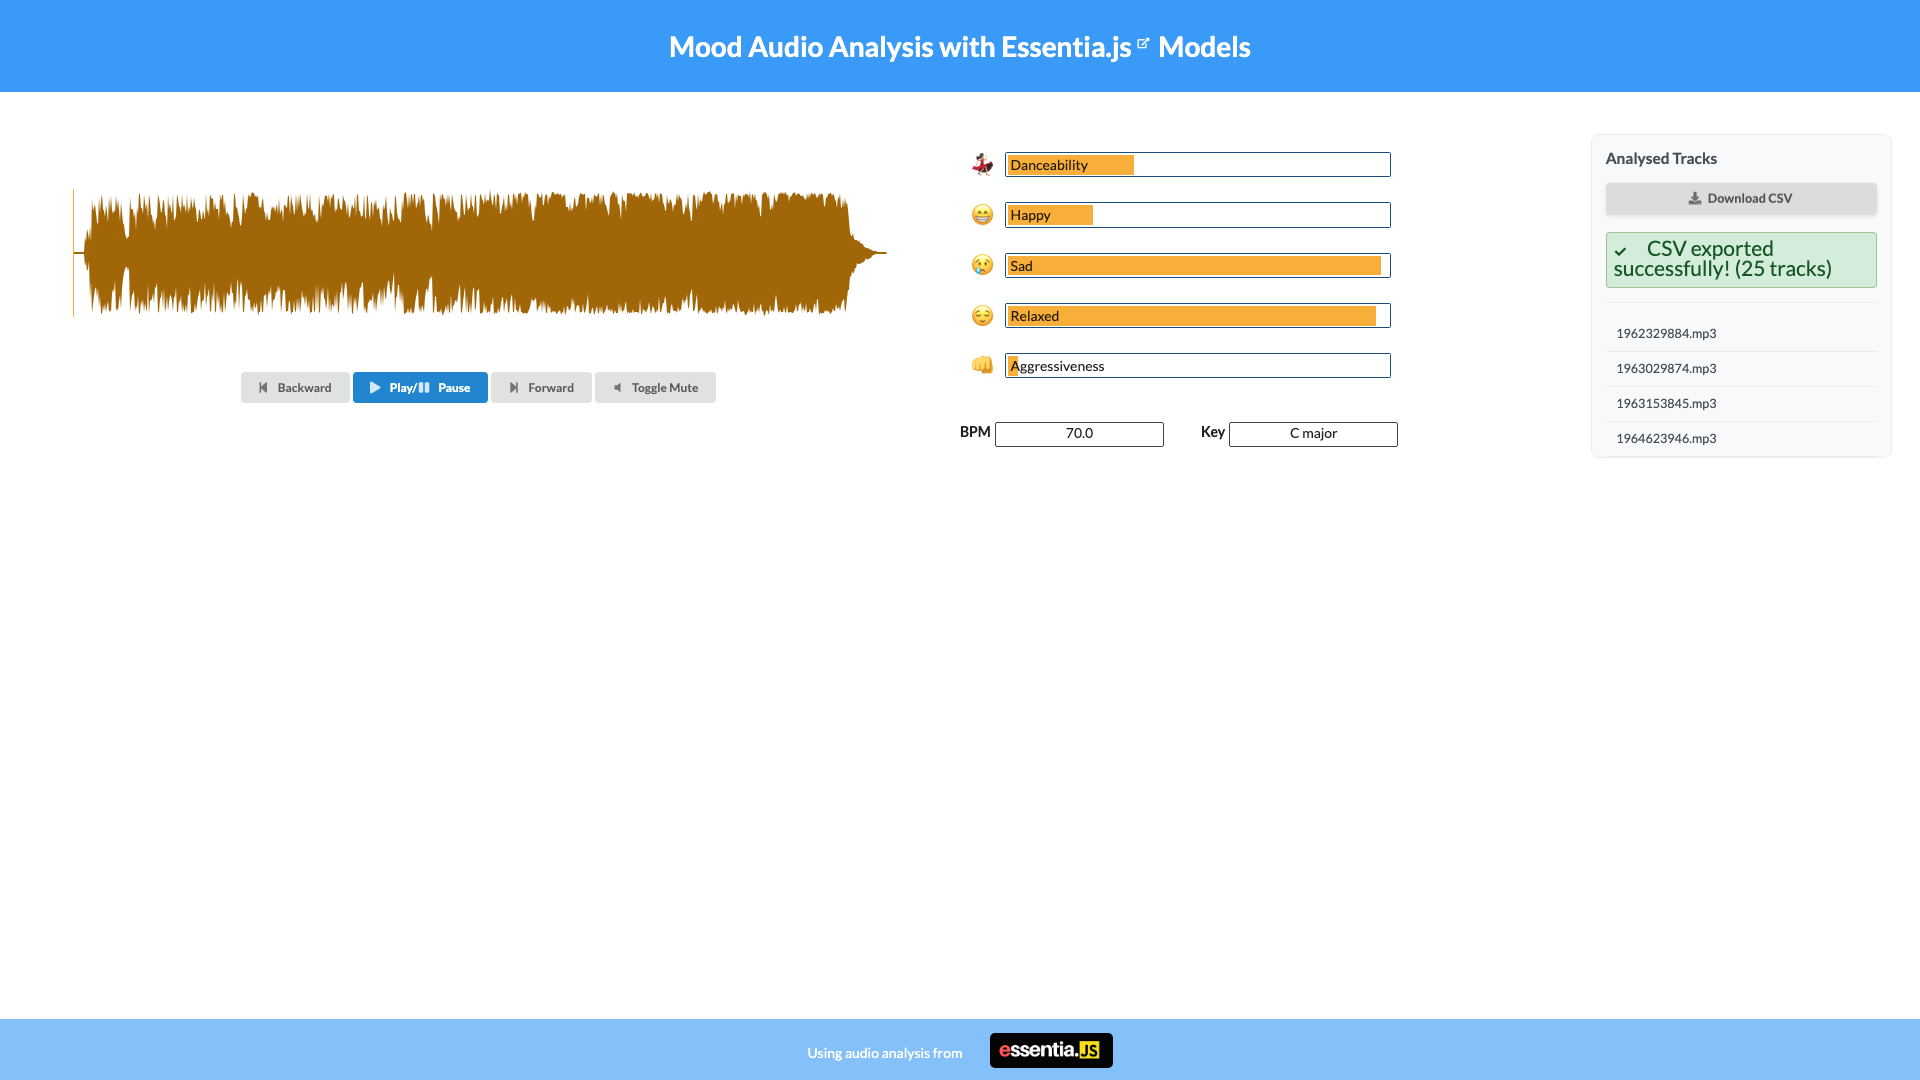 Mood Audio Analysis with Essentia.js Models
Danceability
Happy
Sad
Relaxed
Aggressiveness
Backward
Play/ Pause
Forward
Toggle Mute
BPM 70.0
Key C major
Analysed Tracks
Download CSV
CSV exported
successfully! (25 tracks)
1962329884.mp3
1963029874.mp3
1963153845.mp3
1964623946.mp3
Using audio analysis from
essentia.JS